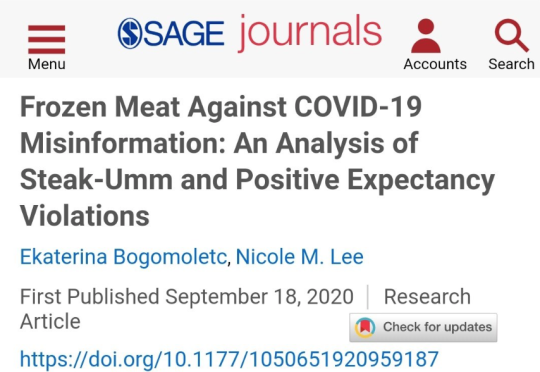 SAGE journals
Menu
Accounts
Search
Frozen Meat Against COVID-19
Misinformation: An Analysis of
Steak-Umm and Positive Expectancy
Violations
Ekaterina Bogomoletc, Nicole M. Lee
First Published September 18, 2020 | Research
Article
Check for updates
https://doi.org/10.1177/1050651920959187